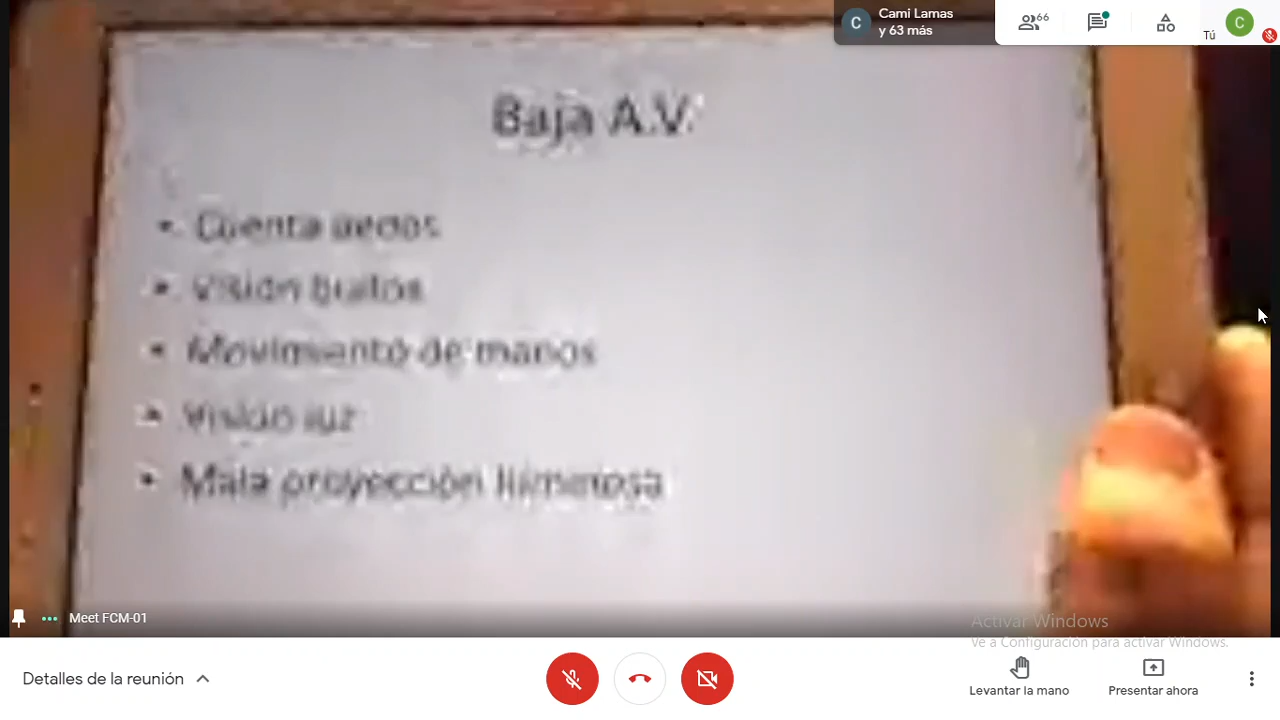 Cami Lamas
y 63 más
66
Tú
C
C
Baja A.V.
• Cuenta dedos
• Visión bultos
• Movimiento de manos
• Visión luz
• Mala proyección luminosa
Meet FCM-01
Activar Windows
Ve a Configuración para activar Windows.
Detalles de la reunión
Levantar la mano
Presentar ahora